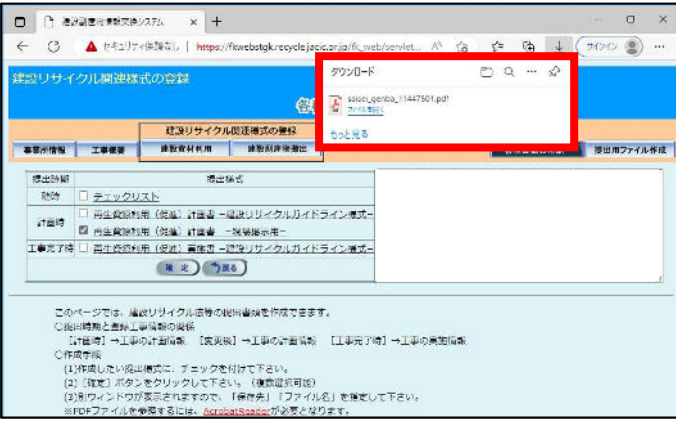 建設副産物情報交換システム
セキュリティ保護なし | https://fkwebstgk.recycle.jacic.or.jp/fk_web/servlet...
サインイン
ダウンロード
saisei_genba_11447501.pdf
ファイルを開く
もっと見る
建設リサイクル関連様式の登録
建設リサイクル関連様式の登録
事業所情報 工事概要 建設資材利用 建設副産物搬出 提出用ファイル作成
提出時期 提出様式
随時 チェックリスト
計画時 再生資源利用（促進）計画書 −建設リサイクルガイドライン様式−
再生資源利用（促進）計画書 −現場掲示用−
工事完了時 再生資源利用（促進）実施書 −建設リサイクルガイドライン様式−
確 定 戻る
このページでは、建設リサイクル法等の提出書類を作成できます。
○提出時期と登録工事情報の関係
［計画時］→工事の計画情報 ［変更後］→工事の計画情報 ［工事完了時］→工事の実施情報
○作成手順
(1)作成したい提出様式に、チェックを付けて下さい。
(2)［確定］ボタンをクリックして下さい。（複数選択可能）
(3)別ウィンドウが表示されますので、「保存先」「ファイル名」を指定して下さい。
※PDFファイルを参照するには、AcrobatReaderが必要となります。